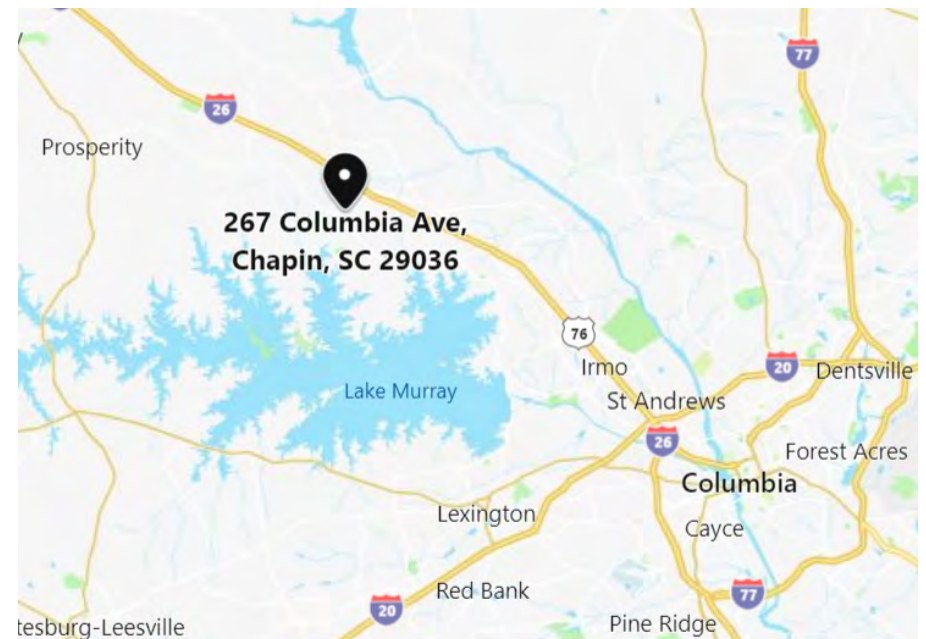 77
26
Prosperity
267 Columbia Ave,
Chapin, SC 29036
76
Irmo
20
Dentsville
Lake Murray
St Andrews
26
Forest Acres
Columbia
Lexington
Cayce
Red Bank
77
20
Pine Ridge
tesburg-Leesville